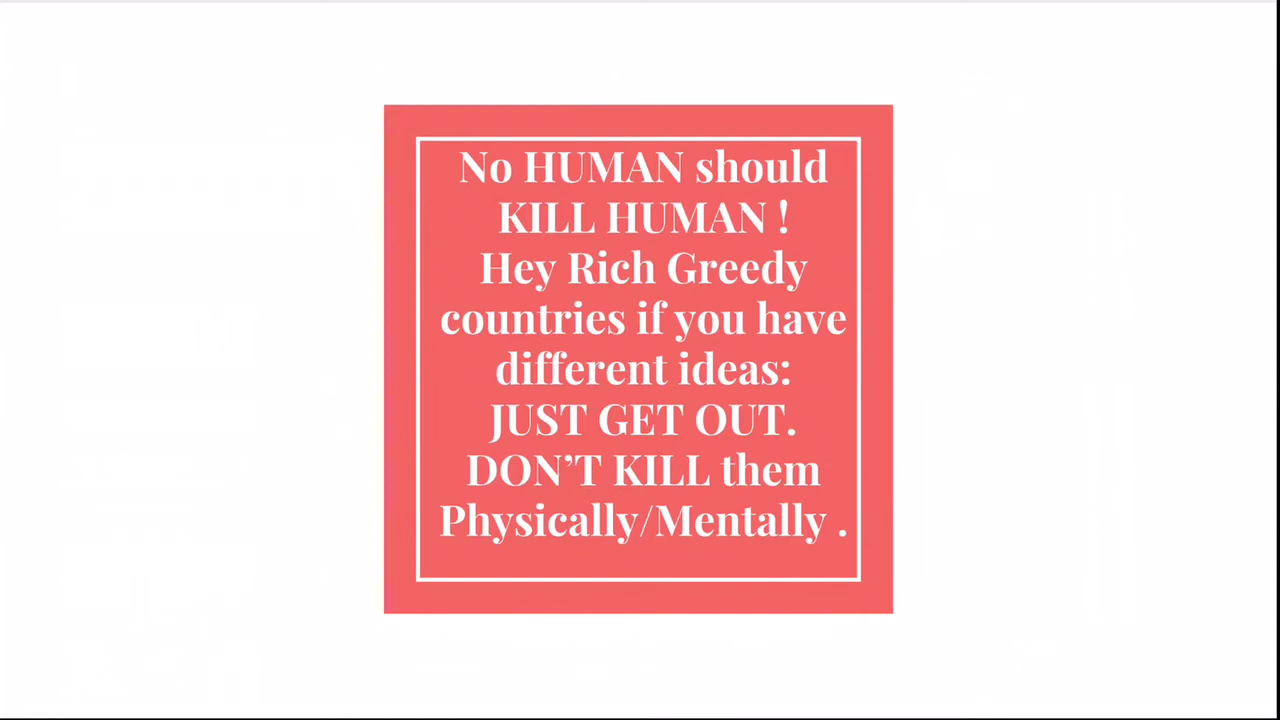 No HUMAN should
KILL HUMAN !
Hey Rich Greedy
countries if you have
different ideas:
JUST GET OUT.
DON’T KILL them
Physically/Mentally .